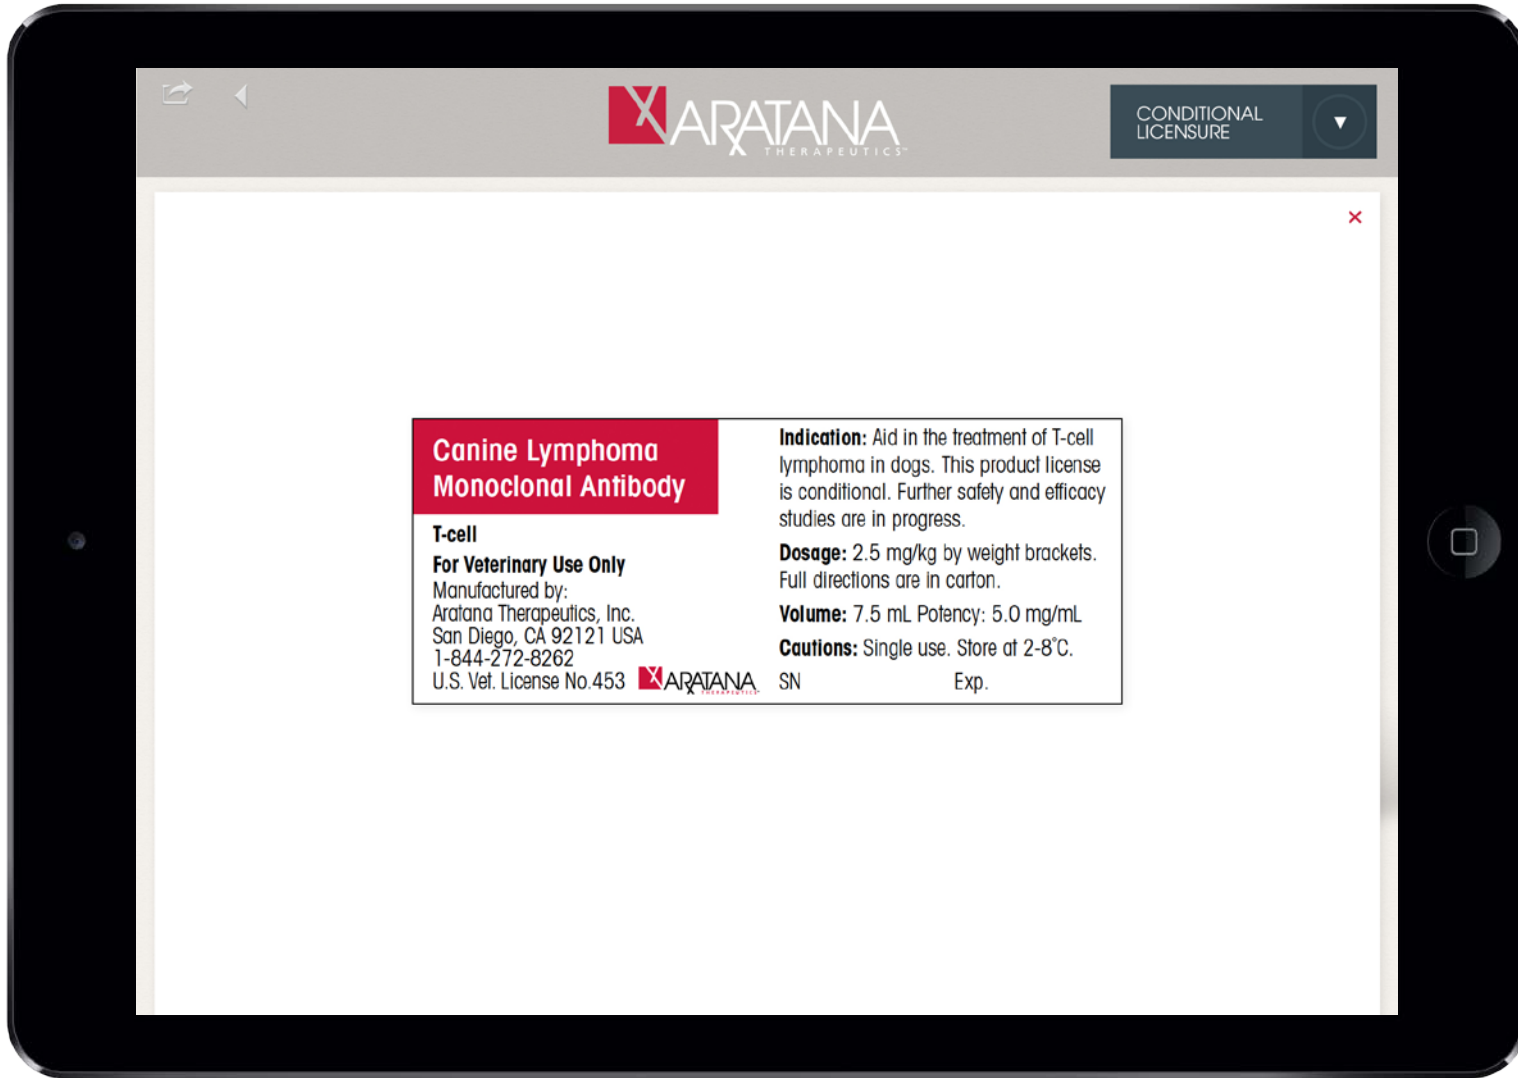 ARATANA
THERAPEUTICS™
CONDITIONAL
LICENSURE
Canine Lymphoma
Monoclonal Antibody
T-cell
For Veterinary Use Only
Manufactured by:
Aratana Therapeutics, Inc.
San Diego, CA 92121 USA
1-844-272-8262
U.S. Vet. License No.453
ARATANA
THERAPEUTICS
Indication: Aid in the treatment of T-cell
lymphoma in dogs. This product license
is conditional. Further safety and efficacy
studies are in progress.
Dosage: 2.5 mg/kg by weight brackets.
Full directions are in carton.
Volume: 7.5 mL Potency: 5.0 mg/mL
Cautions: Single use. Store at 2-8°C.
SN Exp.